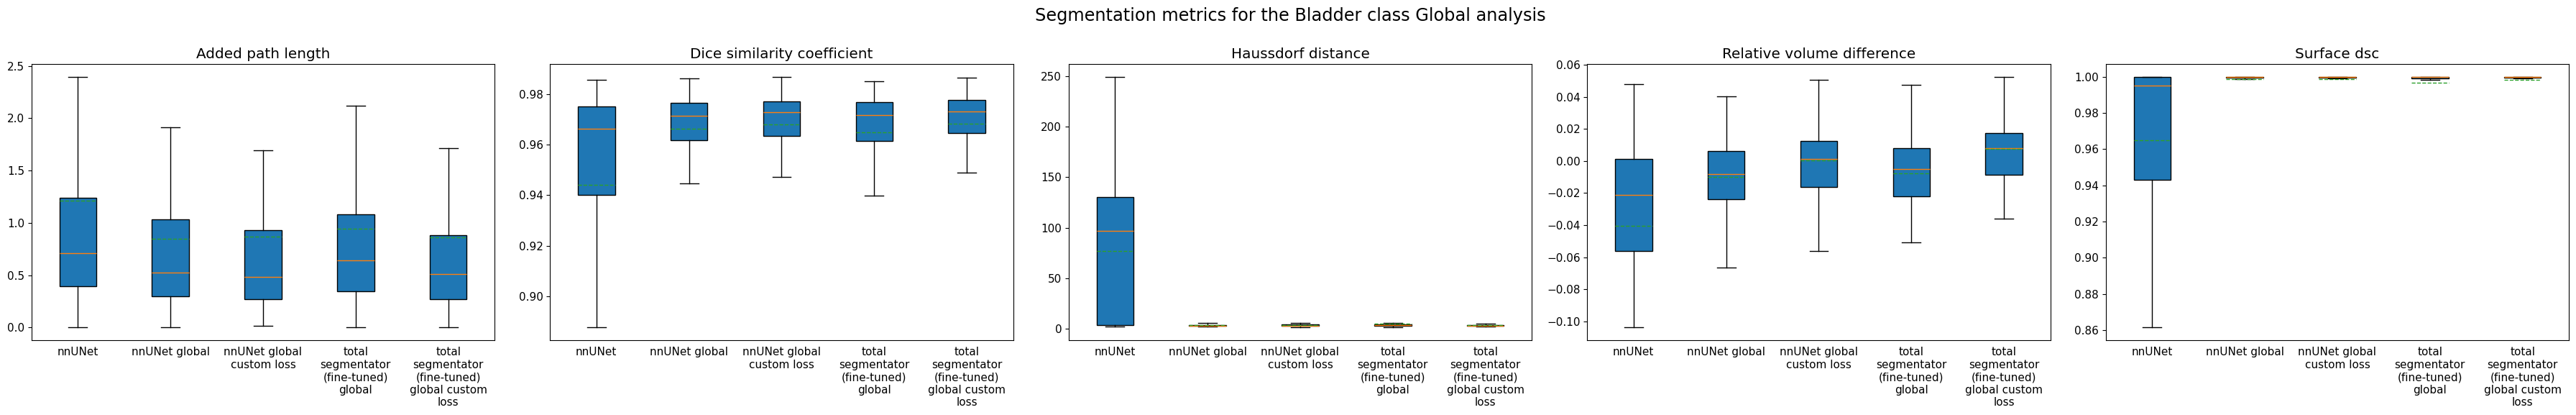 Segmentation metrics for the Bladder class Global analysis
Added path length
2.5
2.0
1.5
1.0
0.5
0.0
nnUNet
nnUNet global
nnUNet global
custom loss
total
segmentator
(fine-tuned)
global
total
segmentator
(fine-tuned)
global custom
loss
Dice similarity coefficient
0.98
0.96
0.94
0.92
0.90
nnUNet
nnUNet global
nnUNet global
custom loss
total
segmentator
(fine-tuned)
global
total
segmentator
(fine-tuned)
global custom
loss
Haussdorf distance
250
200
150
100
50
0
nnUNet
nnUNet global
nnUNet global
custom loss
total
segmentator
(fine-tuned)
global
total
segmentator
(fine-tuned)
global custom
loss
Relative volume difference
0.06
0.04
0.02
0.00
−0.02
−0.04
−0.06
−0.08
−0.10
nnUNet
nnUNet global
nnUNet global
custom loss
total
segmentator
(fine-tuned)
global
total
segmentator
(fine-tuned)
global custom
loss
Surface dsc
1.00
0.98
0.96
0.94
0.92
0.90
0.88
0.86
nnUNet
nnUNet global
nnUNet global
custom loss
total
segmentator
(fine-tuned)
global
total
segmentator
(fine-tuned)
global custom
loss